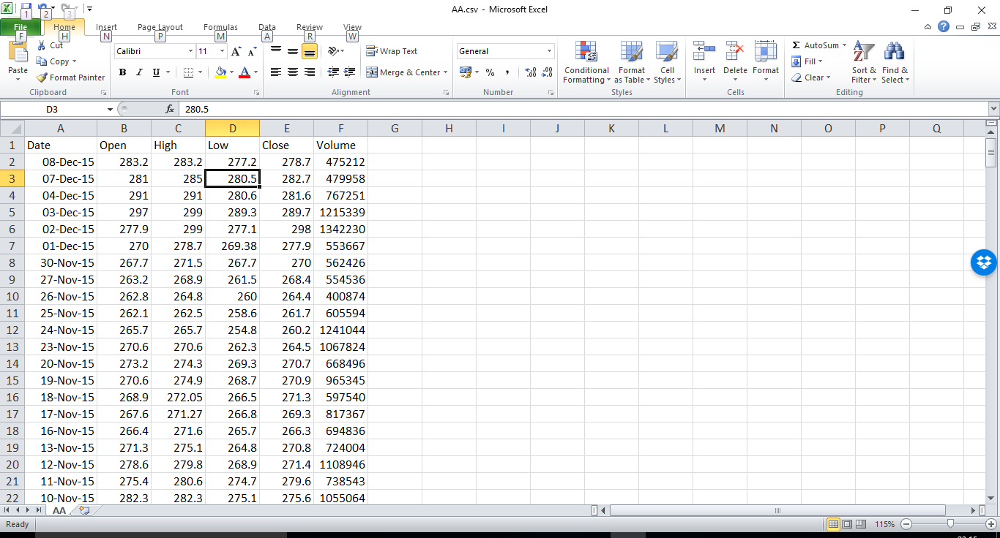 AA.csv - Microsoft Excel
1 2 3
File Home Insert Page Layout Formulas Data Review View
F H N P M A R W
Paste Cut Copy Format Painter
Clipboard
Calibri 11 A A
B I U A
Font
Wrap Text
Merge & Center
Alignment
General
% , .00 .00
Number
Conditional Formatting Format as Table Cell Styles
Styles
Insert Delete Format
Cells
Σ AutoSum Fill Clear Sort & Filter Find & Select
Editing
D3 fx 280.5
A B C D E F G H I J K L M N O P Q
1 Date Open High Low Close Volume
2 08-Dec-15 283.2 283.2 277.2 278.7 475212
3 07-Dec-15 281 285 280.5 282.7 479958
4 04-Dec-15 291 291 280.6 281.6 767251
5 03-Dec-15 297 299 289.3 289.7 1215339
6 02-Dec-15 277.9 299 277.1 298 1342230
7 01-Dec-15 270 278.7 269.38 277.9 553667
8 30-Nov-15 267.7 271.5 267.7 270 562426
9 27-Nov-15 263.2 268.9 261.5 268.4 554536
10 26-Nov-15 262.8 264.8 260 264.4 400874
11 25-Nov-15 262.1 262.5 258.6 261.7 605594
12 24-Nov-15 265.7 265.7 254.8 260.2 1241044
13 23-Nov-15 270.6 270.6 262.3 264.5 1067824
14 20-Nov-15 273.2 274.3 269.3 270.7 668496
15 19-Nov-15 270.6 274.9 268.7 270.9 965345
16 18-Nov-15 268.9 272.05 266.5 271.3 597540
17 17-Nov-15 267.6 271.27 266.8 269.3 817367
18 16-Nov-15 266.4 271.6 265.7 266.3 694836
19 13-Nov-15 271.3 275.1 264.8 270.8 724004
20 12-Nov-15 278.6 279.8 268.9 271.4 1108946
21 11-Nov-15 275.4 280.6 274.7 279.6 738543
22 10-Nov-15 282.3 282.3 275.1 275.6 1055064
AA
Ready 115%